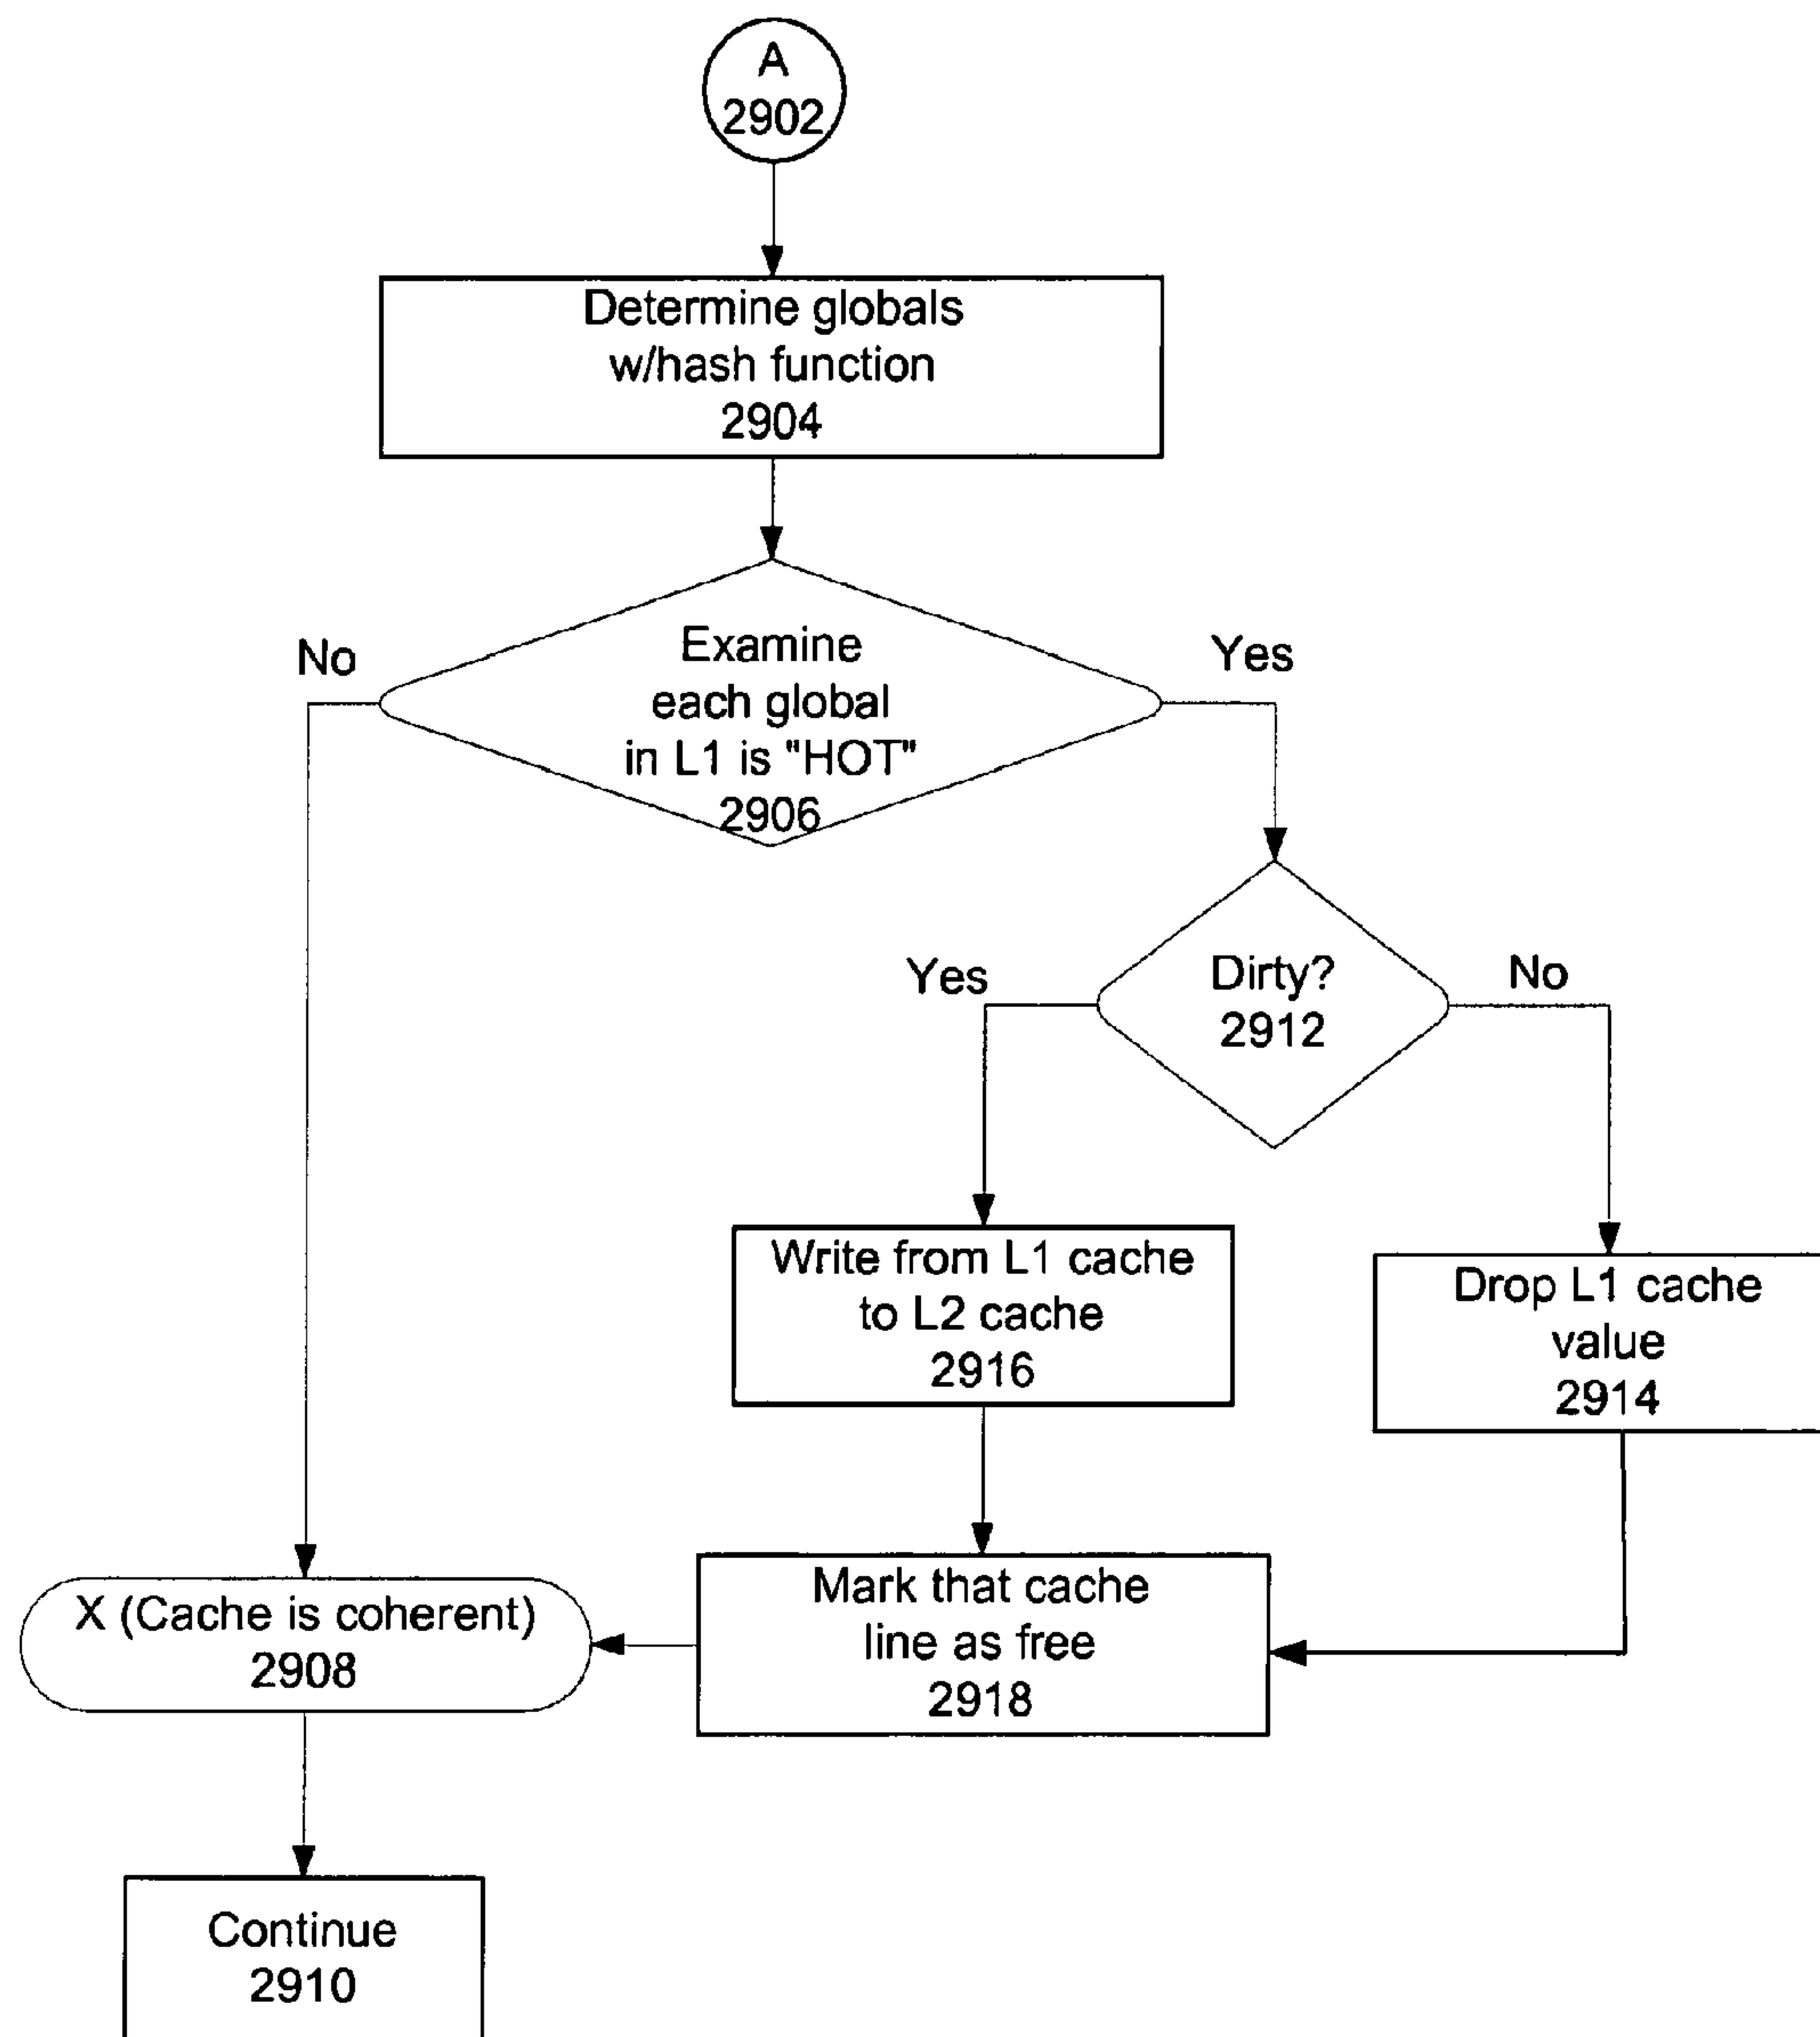 A
2902
Determine globals
w/hash function
2904
No
Examine
each global
in L1 is "HOT"
2906
Yes
Yes
Dirty?
2912
No
Write from L1 cache
to L2 cache
2916
Drop L1 cache
value
2914
X (Cache is coherent)
2908
Mark that cache
line as free
2918
Continue
2910